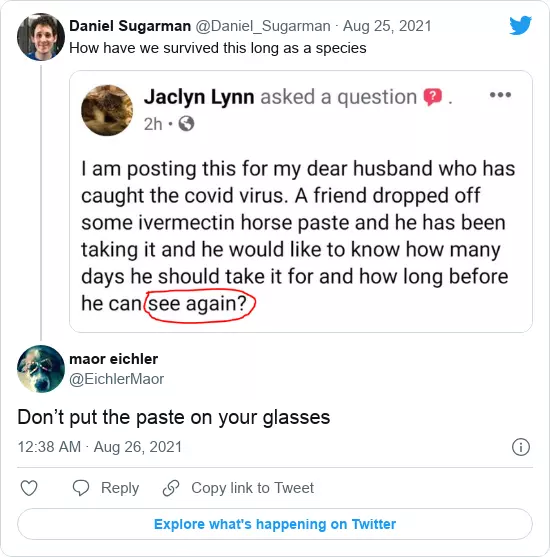 Daniel Sugarman @Daniel_Sugarman · Aug 25, 2021
How have we survived this long as a species
Jaclyn Lynn asked a question ? .
2h ·
I am posting this for my dear husband who has
caught the covid virus. A friend dropped off
some ivermectin horse paste and he has been
taking it and he would like to know how many
days he should take it for and how long before
he can see again?
maor eichler
@EichlerMaor
Don’t put the paste on your glasses
12:38 AM · Aug 26, 2021
Reply Copy link to Tweet
Explore what's happening on Twitter